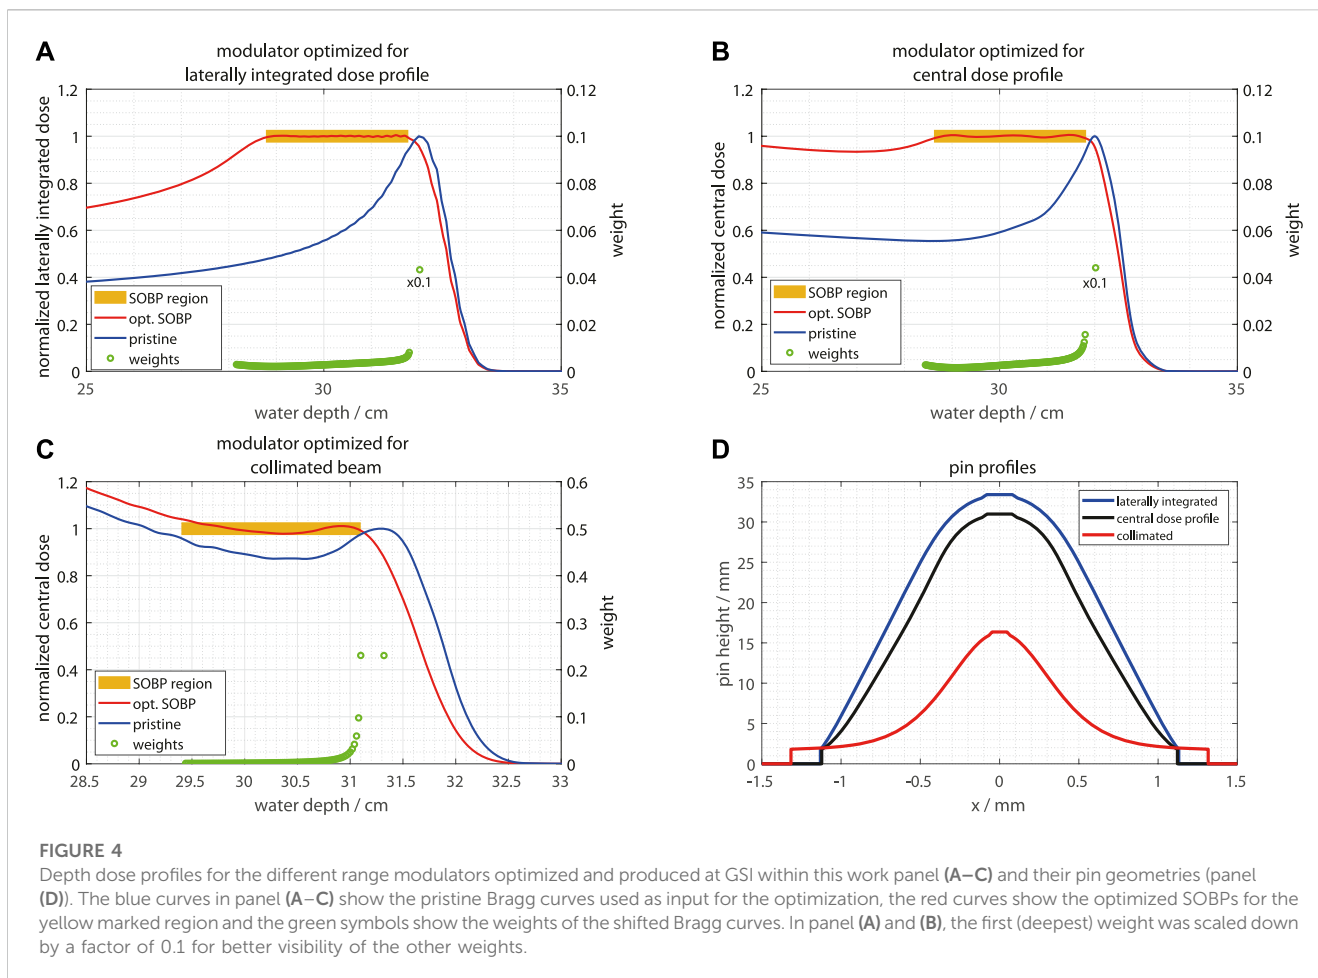 A
modulator optimized for
laterally integrated dose profile
normalized laterally integrated dose
1.2
1
0.8
0.6
0.4
0.2
0
0.12
0.10
0.08
0.06
0.04
0.02
0
weight
x0.1
SOBP region
opt. SOBP
pristine
weights
25
30
35
water depth / cm
B
modulator optimized for
central dose profile
normalized central dose
1.2
1
0.8
0.6
0.4
0.2
0
0.12
0.10
0.08
0.06
0.04
0.02
0
weight
x0.1
SOBP region
opt. SOBP
pristine
weights
25
30
35
water depth / cm
C
modulator optimized for
collimated beam
normalized central dose
1.2
1
0.8
0.6
0.4
0.2
0
0.6
0.5
0.4
0.3
0.2
0.1
0
weight
SOBP region
opt. SOBP
pristine
weights
28.5
29
29.5
30
30.5
31
31.5
32
32.5
33
water depth / cm
D
pin profiles
pin height / mm
35
30
25
20
15
10
5
0
laterally integrated
central dose profile
collimated
-1.5
-1
-0.5
0
0.5
1
1.5
x / mm
FIGURE 4
Depth dose profiles for the different range modulators optimized and produced at GSI within this work panel (A–C) and their pin geometries (panel
(D)). The blue curves in panel (A–C) show the pristine Bragg curves used as input for the optimization, the red curves show the optimized SOBPs for the
yellow marked region and the green symbols show the weights of the shifted Bragg curves. In panel (A) and (B), the first (deepest) weight was scaled down
by a factor of 0.1 for better visibility of the other weights.